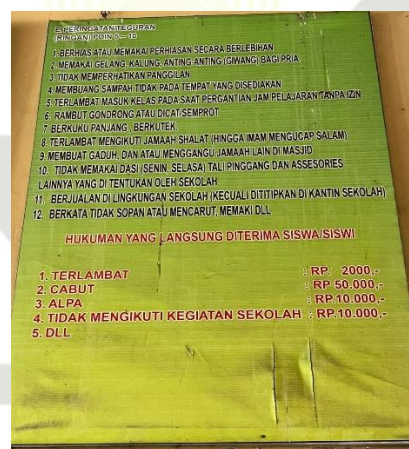 E. PERINGATAN/TEGURAN
(RINGAN) POIN 5 – 10
1. BERHIAS ATAU MEMAKAI PERHIASAN SECARA BERLEBIHAN
2. MEMAKAI GELANG, KALUNG, ANTING-ANTING (GIWANG) BAGI PRIA
3. TIDAK MEMPERHATIKAN PANGGILAN
4. MEMBUANG SAMPAH TIDAK PADA TEMPAT YANG DISEDIAKAN
5. TERLAMBAT MASUK KELAS PADA SAAT PERGANTIAN JAM PELAJARAN TANPA IZIN
6. RAMBUT GONDRONG ATAU DICAT/SEMPROT
7. BERKUKU PANJANG, BERKUTEK.
8. TERLAMBAT MENGIKUTI JAMAAH SHALAT (HINGGA IMAM MENGUCAP SALAM)
9. MEMBUAT GADUH, DAN ATAU MENGGANGU JAMAAH LAIN DI MASJID
10. TIDAK MEMAKAI DASI (SENIN, SELASA) TALI PINGGANG DAN ASSESORIES
LAINNYA YANG DI TENTUKAN OLEH SEKOLAH
11. BERJUALAN DI LINGKUNGAN SEKOLAH (KECUALI DITITIPKAN DI KANTIN SEKOLAH)
12. BERKATA TIDAK SOPAN ATAU MENCARUT, MEMAKI DLL
HUKUMAN YANG LANGSUNG DITERIMA SISWA/SISWI
1. TERLAMBAT : RP. 2000,-
2. CABUT : RP 50.000,-
3. ALPA : RP.10.000,-
4. TIDAK MENGIKUTI KEGIATAN SEKOLAH : RP.10.000,-
5. DLL